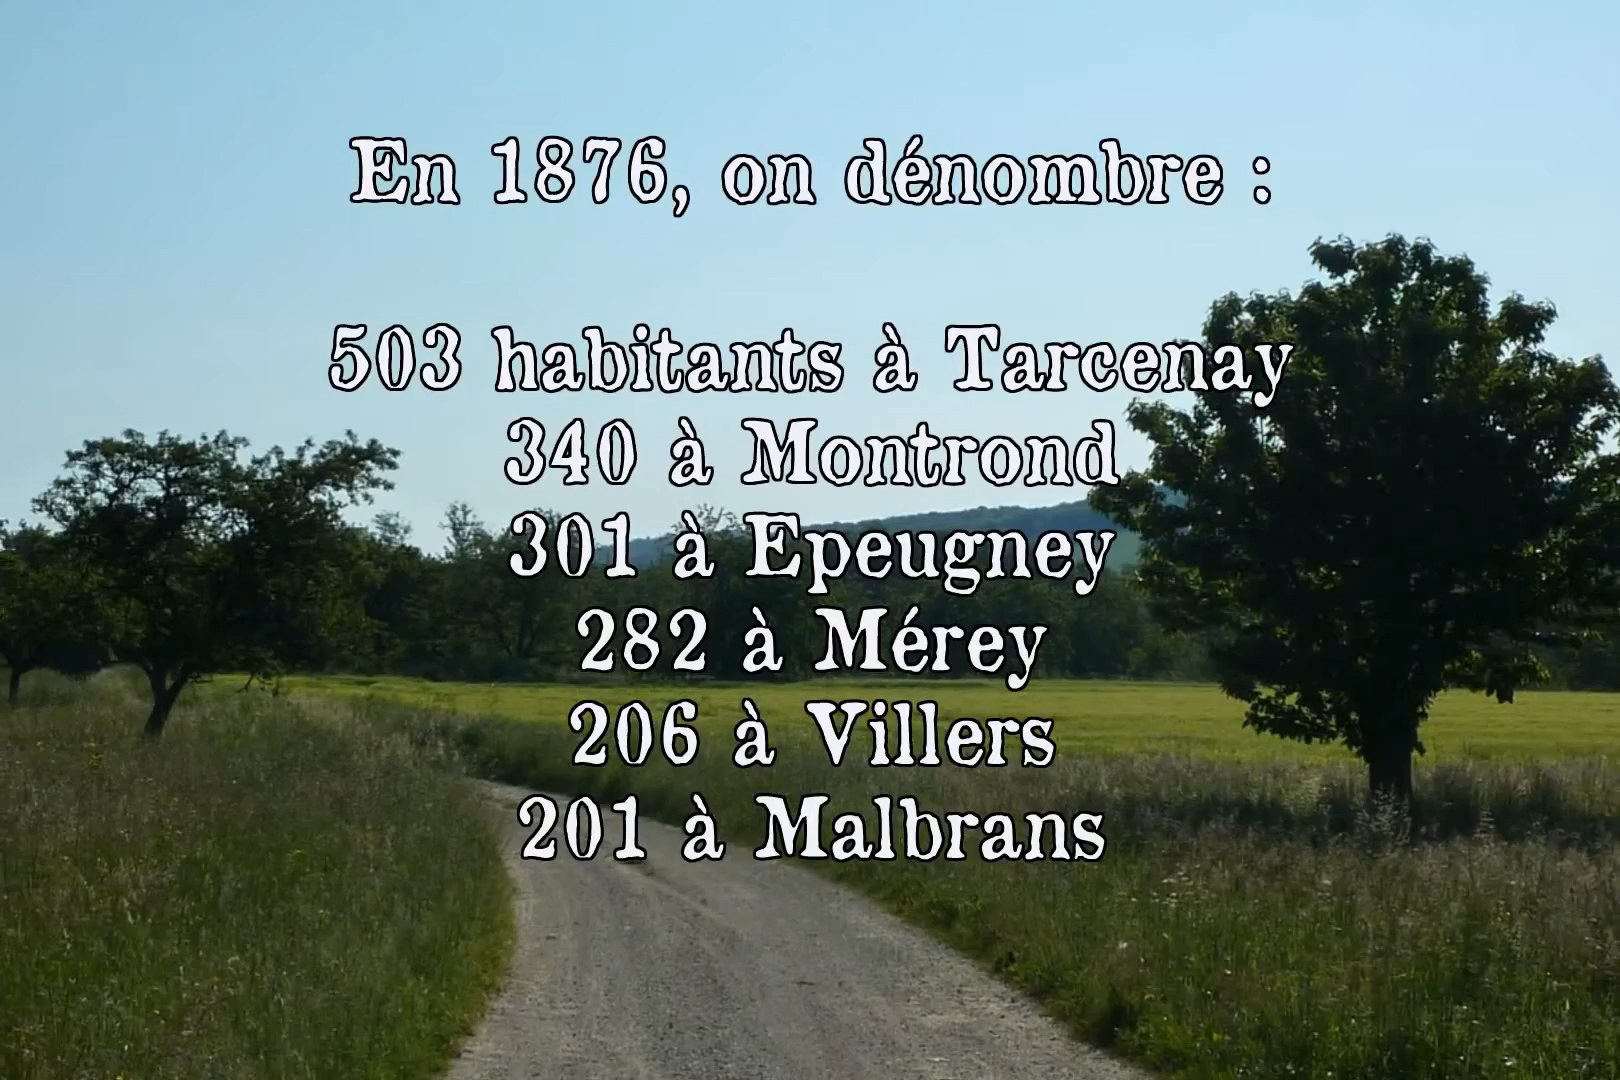 En 1876, on dénombre :
503 habitants à Tarcenay
340 à Montrond
301 à Epeugney
282 à Mérey
206 à Villers
201 à Malbrans